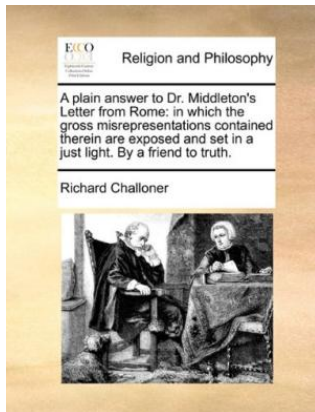 ECCO
Religion and Philosophy
A plain answer to Dr. Middleton's
Letter from Rome: in which the
gross misrepresentations contained
therein are exposed and set in a
just light. By a friend to truth.
Richard Challoner